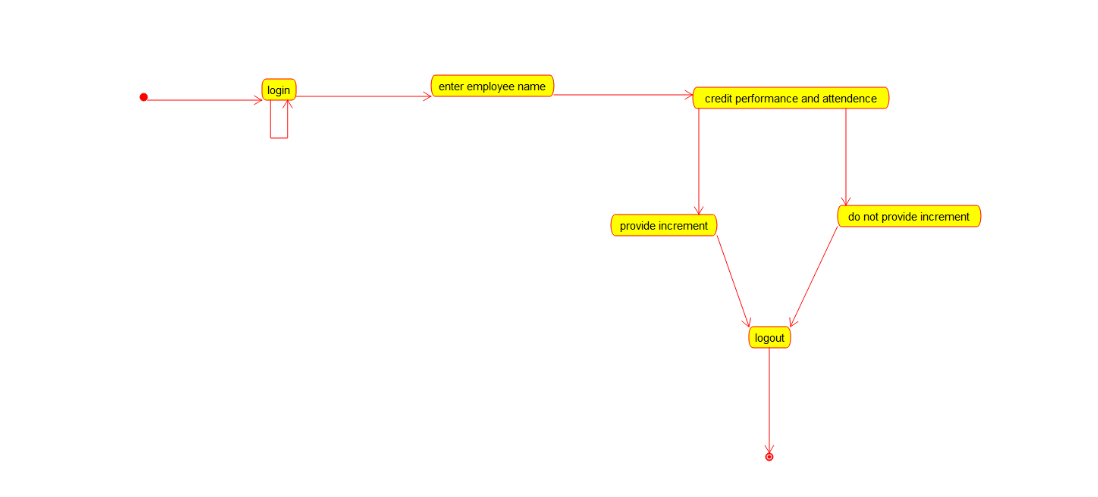 login
enter employee name
credit performance and attendence
provide increment
do not provide increment
logout